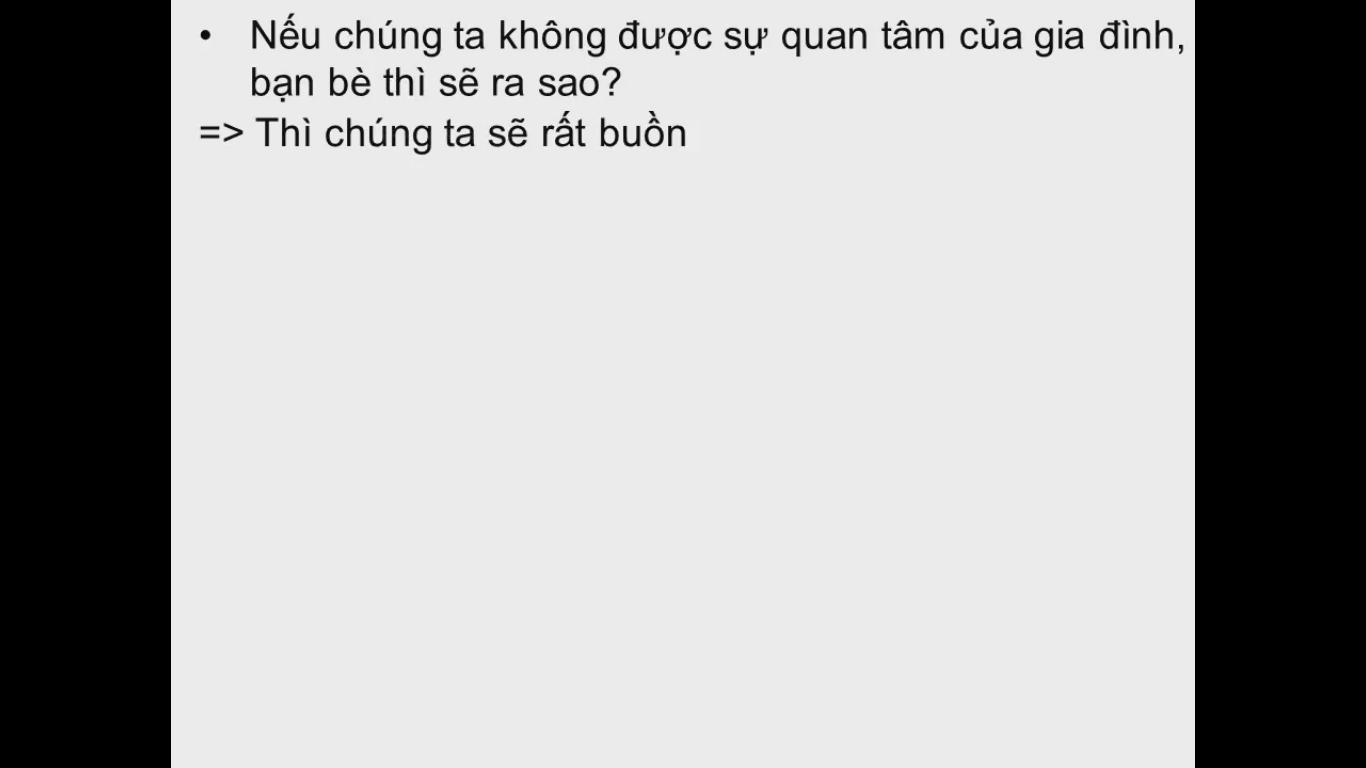 • Nếu chúng ta không được sự quan tâm của gia đình,
bạn bè thì sẽ ra sao?
=> Thì chúng ta sẽ rất buồn